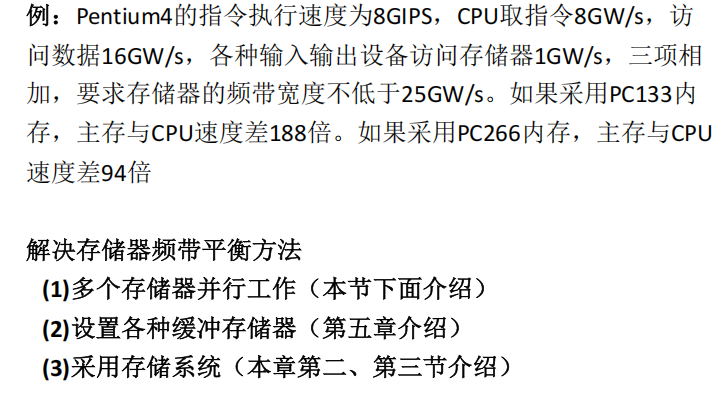 例：Pentium4的指令执行速度为8GIPS，CPU取指令8GW/s，访
问数据16GW/s，各种输入输出设备访问存储器1GW/s，三项相
加，要求存储器的频带宽度不低于25GW/s。如果采用PC133内
存，主存与CPU速度差188倍。如果采用PC266内存，主存与CPU
速度差94倍
解决存储器频带平衡方法
(1)多个存储器并行工作（本节下面介绍）
(2)设置各种缓冲存储器（第五章介绍）
(3)采用存储系统（本章第二、第三节介绍）